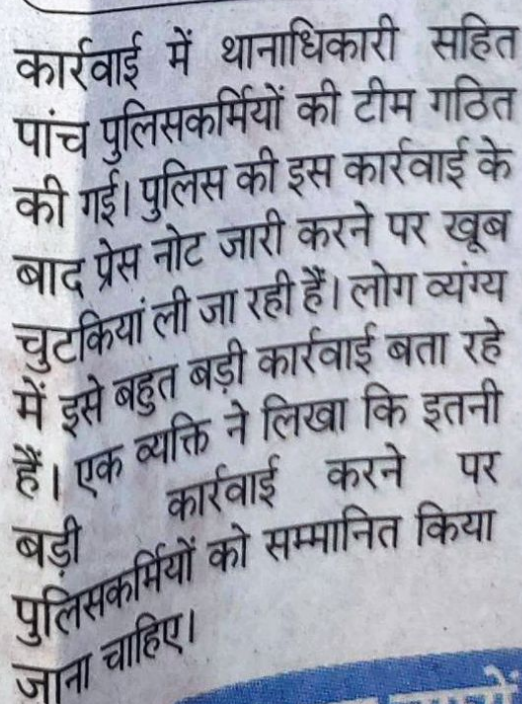 कार्रवाई में थानाधिकारी सहित
पांच पुलिसकर्मियों की टीम गठित
की गई। पुलिस की इस कार्रवाई के
बाद प्रेस नोट जारी करने पर खूब
चुटकियां ली जा रही हैं। लोग व्यंग्य
में इसे बहुत बड़ी कार्रवाई बता रहे
हैं। एक व्यक्ति ने लिखा कि इतनी
बड़ी कार्रवाई करने पर
पुलिसकर्मियों को सम्मानित किया
जाना चाहिए।